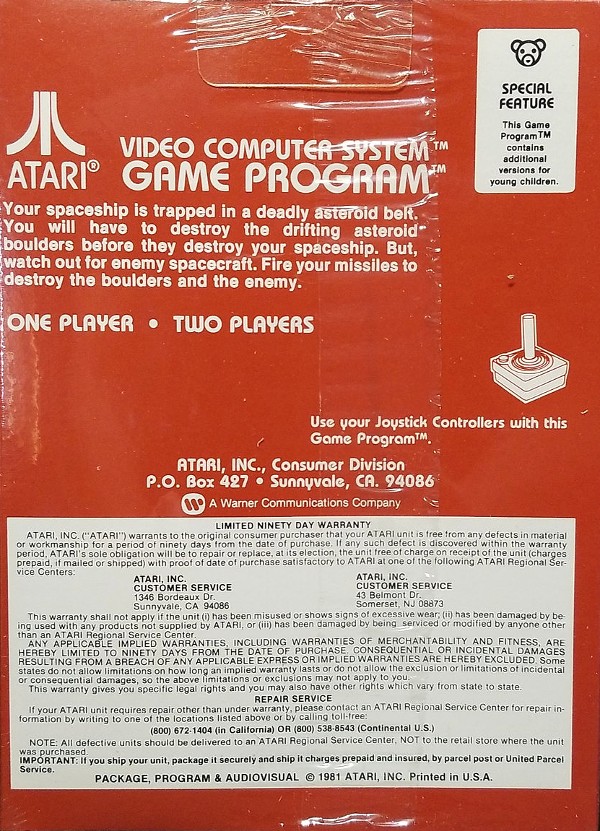 SPECIAL
FEATURE
This Game
Program™
contains
additional
versions for
young children.
ATARI®
VIDEO COMPUTER SYSTEM™
GAME PROGRAM™
Your spaceship is trapped in a deadly asteroid belt.
You will have to destroy the drifting asteroid
boulders before they destroy your spaceship. But,
watch out for enemy spacecraft. Fire your missiles to
destroy the boulders and the enemy.
ONE PLAYER • TWO PLAYERS
Use your Joystick Controllers with this
Game Program™.
ATARI, INC., Consumer Division
P.O. Box 427 • Sunnyvale, CA. 94086
A Warner Communications Company
LIMITED NINETY DAY WARRANTY
ATARI, INC. ("ATARI") warrants to the original consumer purchaser that your ATARI unit is free from any defects in material
or workmanship for a period of ninety days from the date of purchase. If any such defect is discovered within the warranty
period, ATARI's sole obligation will be to repair or replace, at its election, the unit free of charge on receipt of the unit (charges
prepaid, if mailed or shipped) with proof of date of purchase satisfactory to ATARI at one of the following ATARI Regional Ser-
vice Centers:
ATARI, INC.
CUSTOMER SERVICE
1346 Bordeaux Dr.
Sunnyvale, CA 94086
ATARI, INC.
CUSTOMER SERVICE
43 Belmont Dr.
Somerset, NJ 08873
This warranty shall not apply if the unit (i) has been misused or shows signs of excessive wear; (ii) has been damaged by be-
ing used with any products not supplied by ATARI, or (iii) has been damaged by being serviced or modified by anyone other
than an ATARI Regional Service Center.
ANY APPLICABLE IMPLIED WARRANTIES, INCLUDING WARRANTIES OF MERCHANTABILITY AND FITNESS, ARE
HEREBY LIMITED TO NINETY DAYS FROM THE DATE OF PURCHASE. CONSEQUENTIAL OR INCIDENTAL DAMAGES
RESULTING FROM A BREACH OF ANY APPLICABLE EXPRESS OR IMPLIED WARRANTIES ARE HEREBY EXCLUDED. Some
states do not allow limitations on how long an implied warranty lasts or do not allow the exclusion or limitations of incidental
or consequential damages, so the above limitations or exclusions may not apply to you.
This warranty gives you specific legal rights and you may also have other rights which vary from state to state.
REPAIR SERVICE
If your ATARI unit requires repair other than under warranty, please contact an ATARI Regional Service Center for repair in-
formation by writing to one of the locations listed above or by calling toll-free:
(800) 672-1404 (in California) OR (800) 538-8543 (Continental U.S.)
NOTE: All defective units should be delivered to an ATARI Regional Service Center, NOT to the retail store where the unit
was purchased.
IMPORTANT: If you ship your unit, package it securely and ship it charges prepaid and insured, by parcel post or United Parcel
Service.
PACKAGE, PROGRAM & AUDIOVISUAL © 1981 ATARI, INC. Printed in U.S.A.